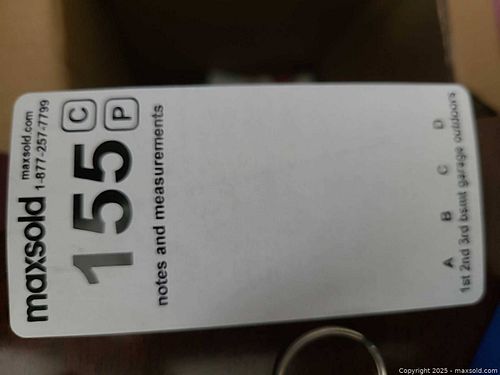 maxsold maxsold.com
1-877-257-7799
155 C
P
notes and measurements
A B C D
1st 2nd 3rd bsmt garage outdoors
Copyright 2025 - maxsold.com